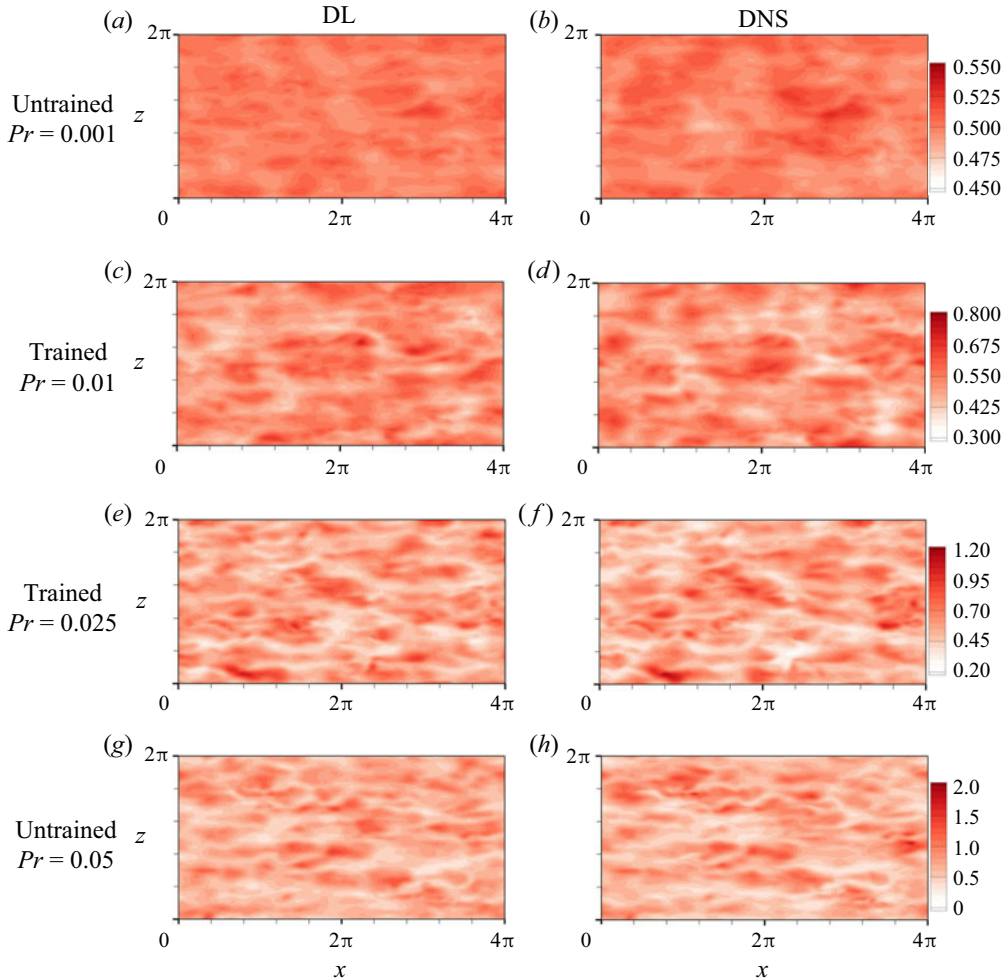 DL
DNS
(a)
(b)
2π
2π
Untrained
Pr = 0.001
z
0.550
0.525
0.500
0.475
0.450
0
2π
4π
0
2π
4π
(c)
(d)
2π
2π
Trained
Pr = 0.01
z
0.800
0.675
0.550
0.425
0.300
0
2π
4π
0
2π
4π
(e)
(f)
2π
2π
Trained
Pr = 0.025
z
1.20
0.95
0.70
0.45
0.20
0
2π
4π
0
2π
4π
(g)
(h)
2π
2π
Untrained
Pr = 0.05
z
2.0
1.5
1.0
0.5
0
0
2π
4π
0
2π
4π
x
x